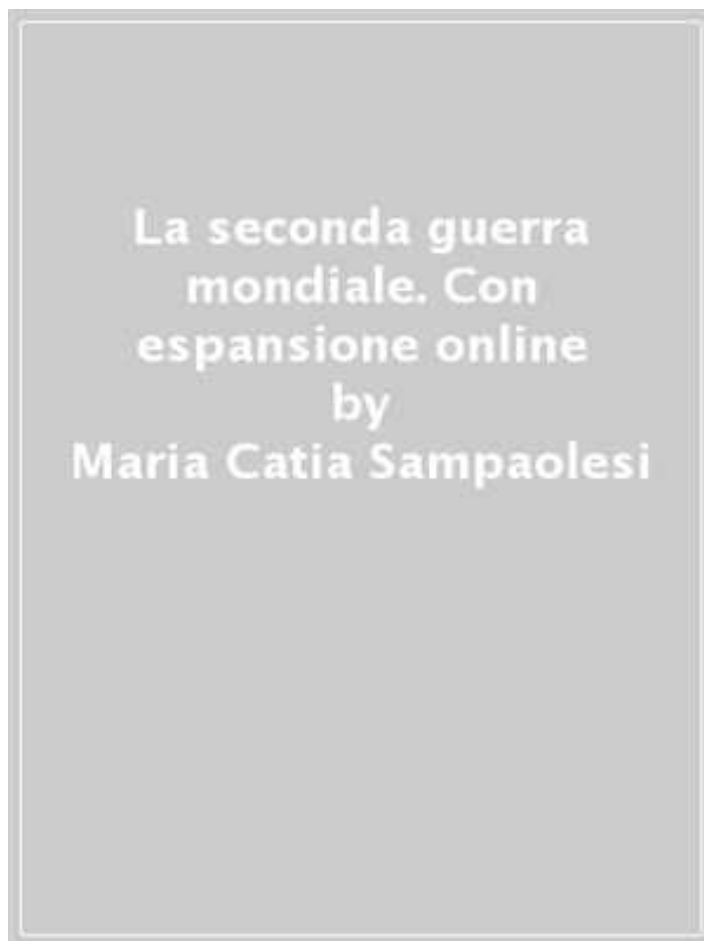 La seconda guerra
mondiale. Con
espansione online
by
Maria Catia Sampaolesi